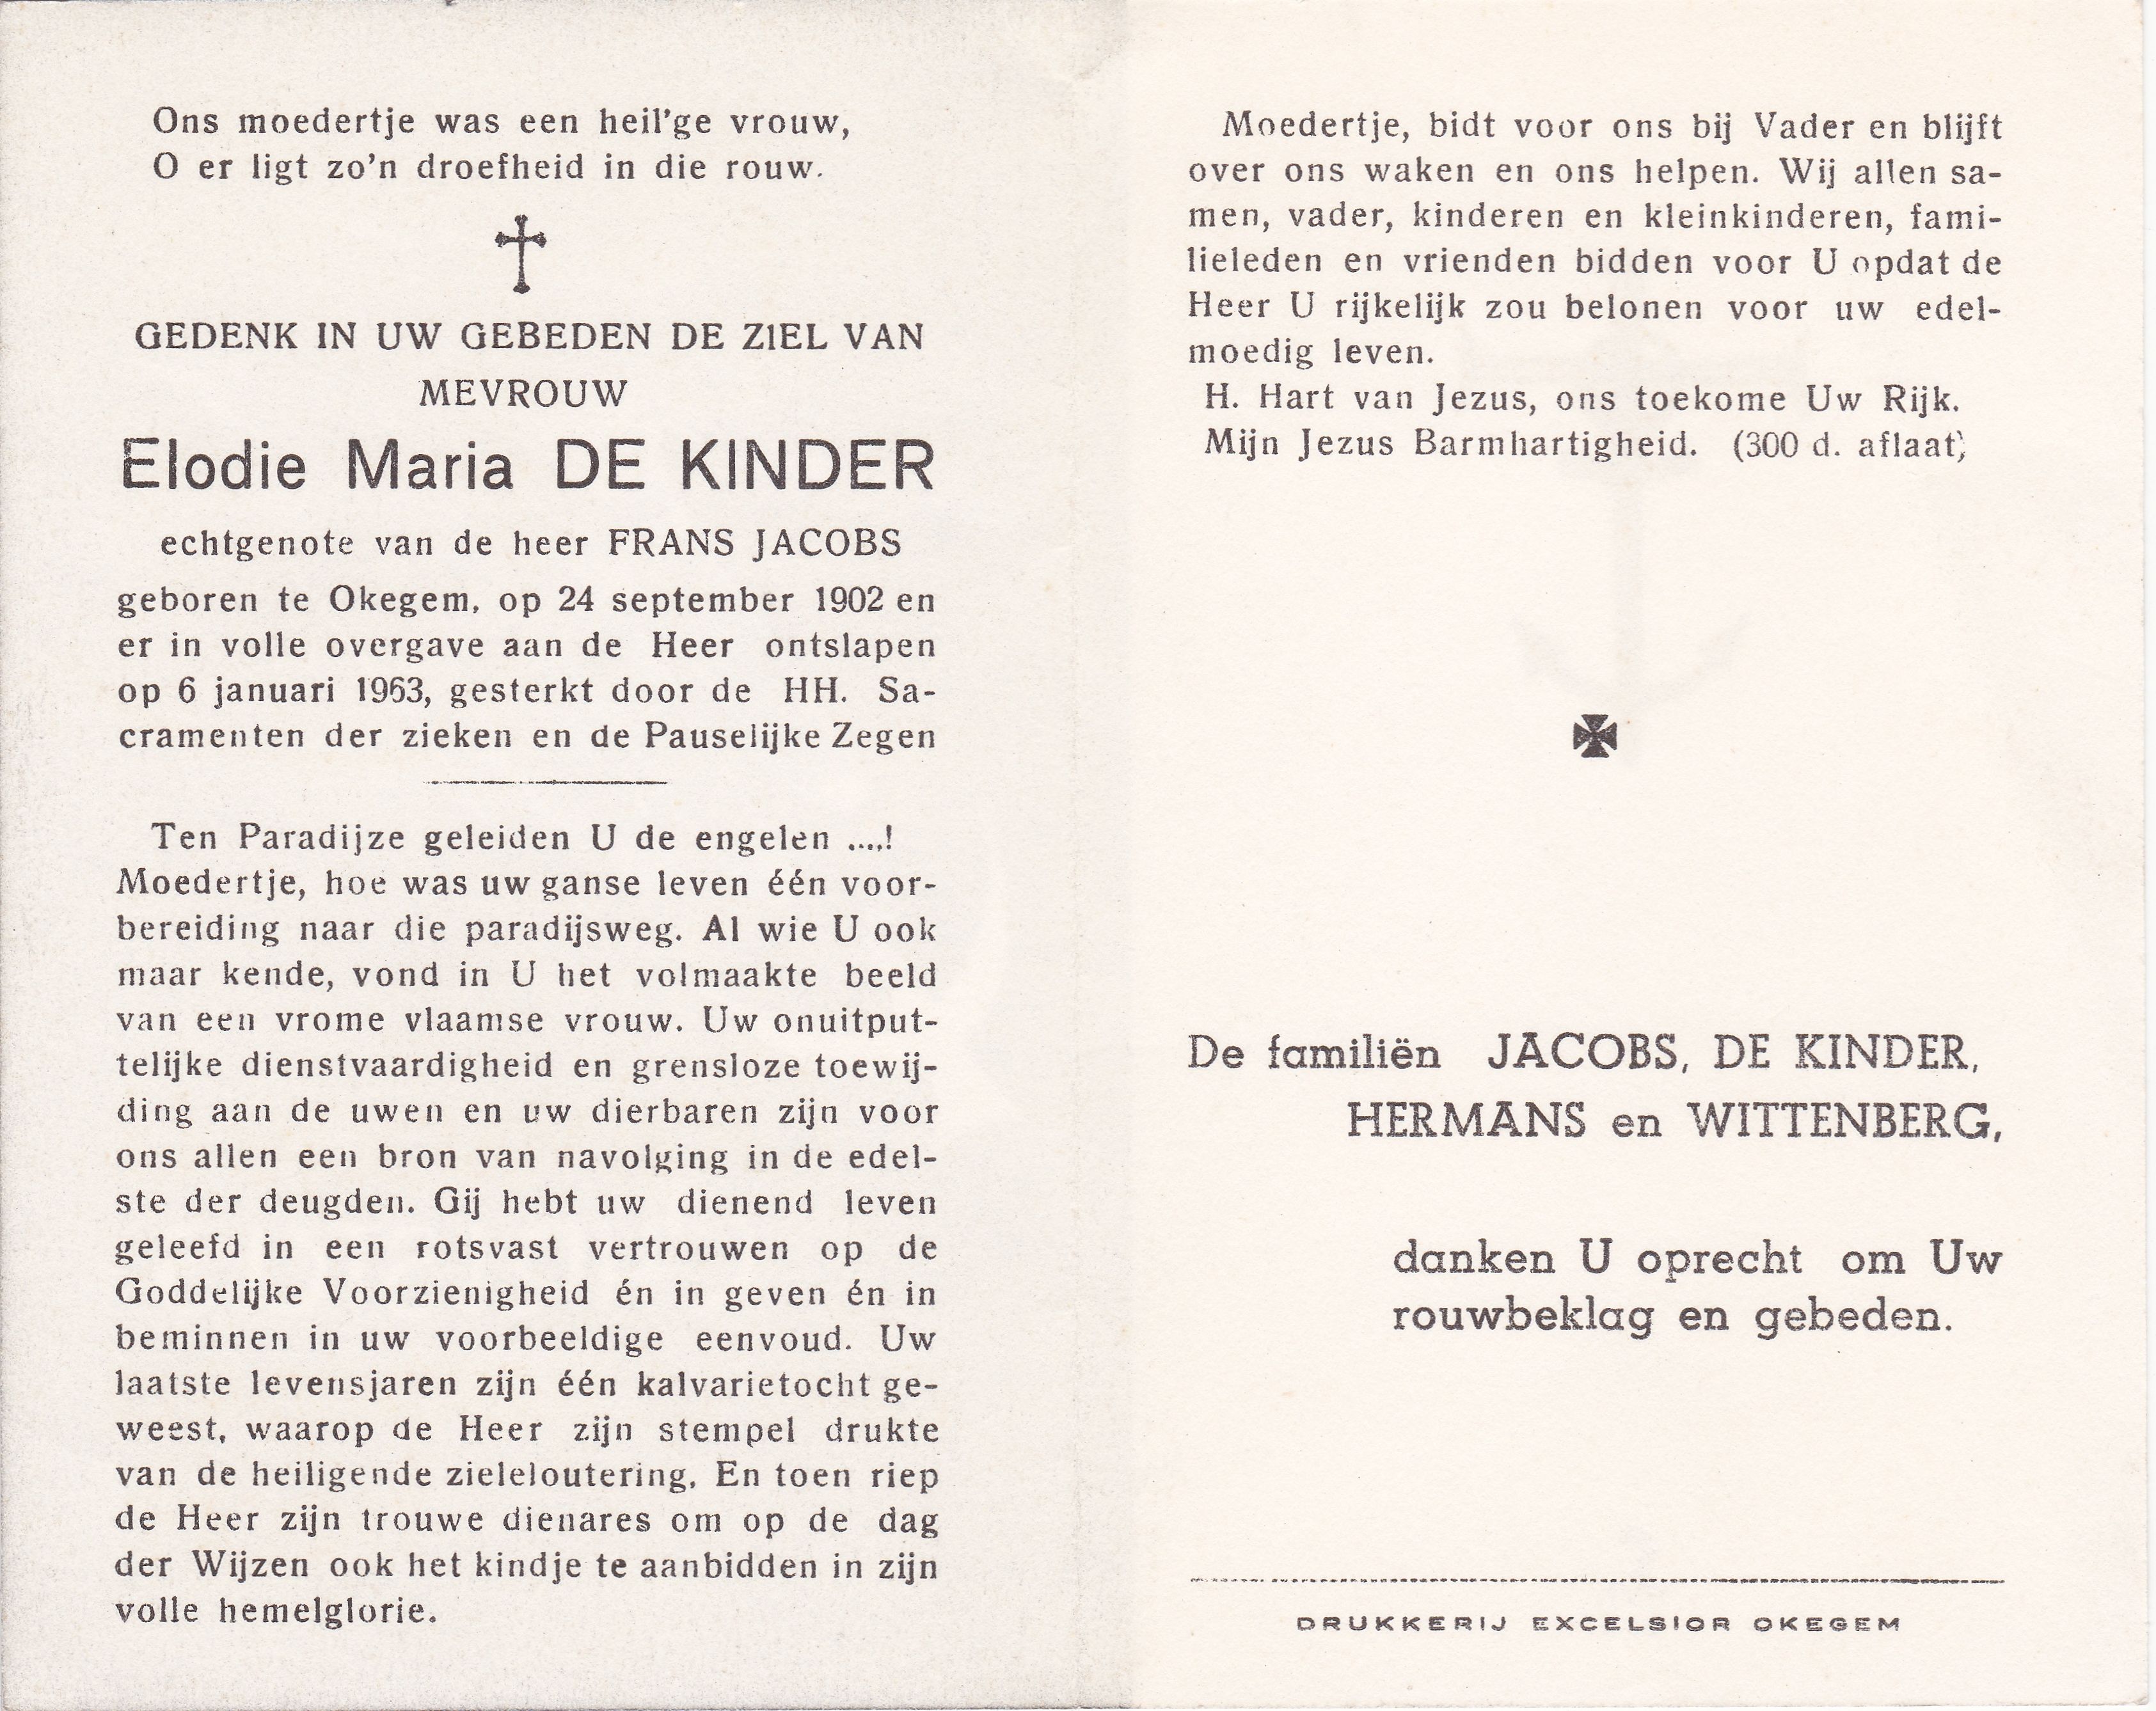 Ons moedertje was een heil'ge vrouw,
O er ligt zo'n droefheid in die rouw.
GEDENK IN UW GEBEDEN DE ZIEL VAN
MEVROUW
Elodie Maria DE KINDER
echtgenote van de heer FRANS JACOBS
geboren te Okegem, op 24 september 1902 en
er in volle overgave aan de Heer ontslapen
op 6 januari 1963, gesterkt door de HH. Sa-
cramenten der zieken en de Pauselijke Zegen
Ten Paradijze geleiden U de engelen ....!
Moedertje, hoe was uw ganse leven één voor-
bereiding naar die paradijsweg. Al wie U ook
maar kende, vond in U het volmaakte beeld
van een vrome vlaamse vrouw. Uw onuitput-
telijke dienstvaardigheid en grensloze toewij-
ding aan de uwen en uw dierbaren zijn voor
ons allen een bron van navolging in de edel-
ste der deugden. Gij hebt uw dienend leven
geleefd in een rotsvast vertrouwen op de
Goddelijke Voorzienigheid én in geven én in
beminnen in uw voorbeeldige eenvoud. Uw
laatste levensjaren zijn één kalvarietocht ge-
weest, waarop de Heer zijn stempel drukte
van de heiligende zieleloutering. En toen riep
de Heer zijn trouwe dienares om op de dag
der Wijzen ook het kindje te aanbidden in zijn
volle hemelglorie.
Moedertje, bidt voor ons bij Vader en blijft
over ons waken en ons helpen. Wij allen sa-
men, vader, kinderen en kleinkinderen, fami-
lieleden en vrienden bidden voor U opdat de
Heer U rijkelijk zou belonen voor uw edel-
moedig leven.
H. Hart van Jezus, ons toekome Uw Rijk.
Mijn Jezus Barmhartigheid. (300 d. aflaat)
De familiën JACOBS, DE KINDER,
HERMANS en WITTENBERG,
danken U oprecht om Uw
rouwbeklag en gebeden.
DRUKKERIJ EXCELSIOR OKEGEM